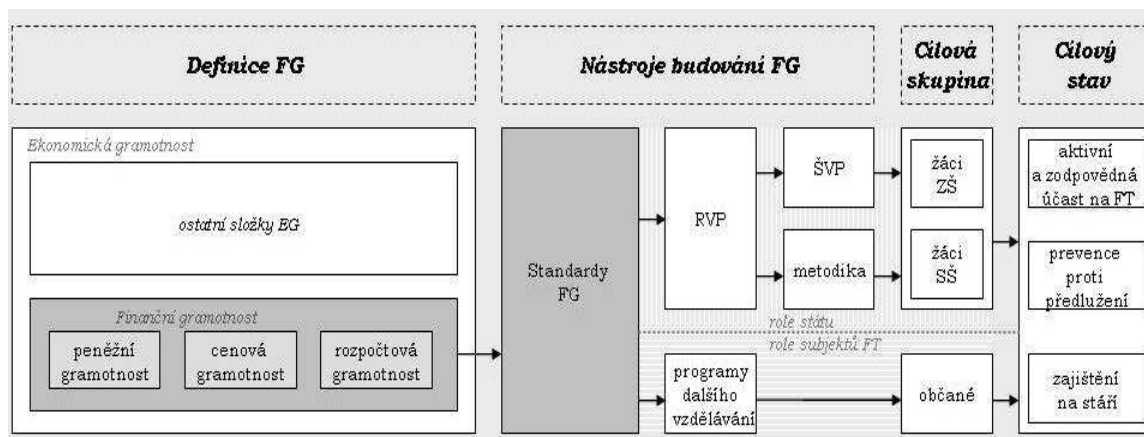 Definice FG
Nástroje budování FG
Cílová
skupina
Cílový
stav
Ekonomická gramotnost
ostatní složky EG
Finanční gramotnost
peněžní
gramotnost
cenová
gramotnost
rozpočtová
gramotnost
Standardy
FG
RVP
ŠVP
metodika
role státu
role subjektů FT
programy
dalšího
vzdělávání
žáci
ZŠ
žáci
SŠ
občané
aktivní
a zodpovědná
účast na FT
prevence
proti
předlužení
zajištění
na stáří